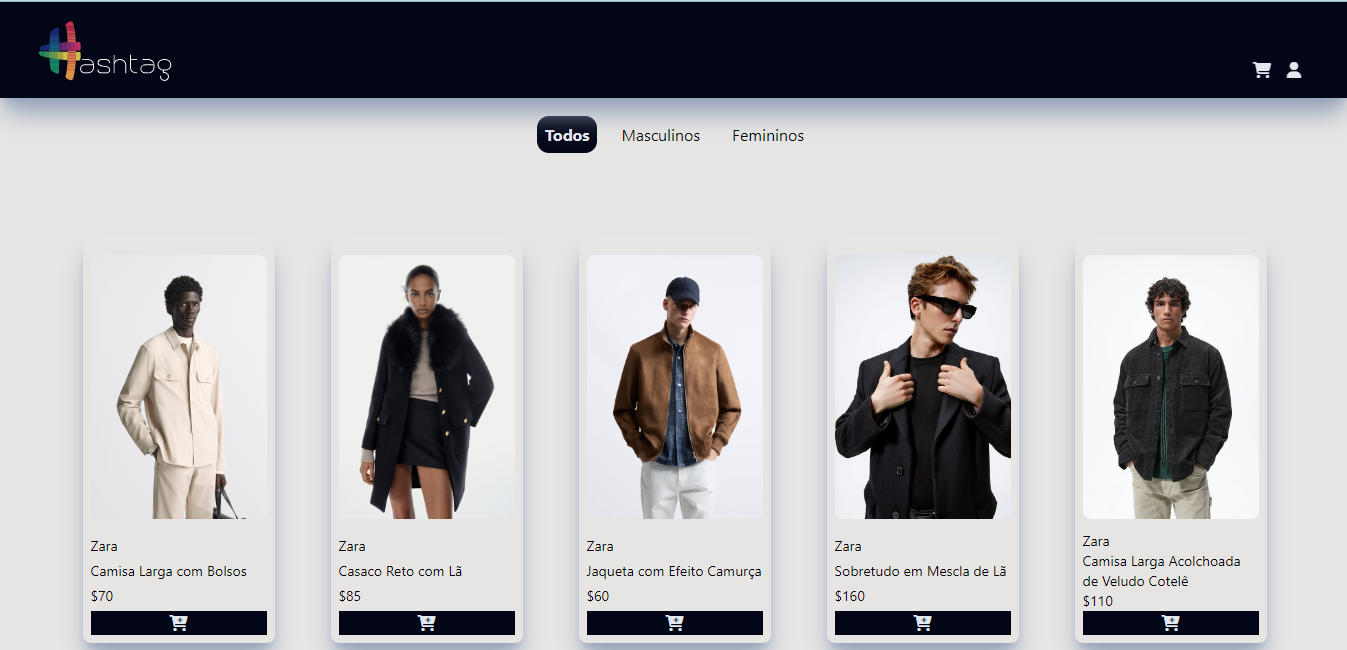 Hashtag
Todos
Masculinos
Femininos
Zara
Camisa Larga com Bolsos
$70
Zara
Casaco Reto com Lã
$85
Zara
Jaqueta com Efeito Camurça
$60
Zara
Sobretudo em Mescla de Lã
$160
Zara
Camisa Larga Acolchoada
de Veludo Cotelê
$110